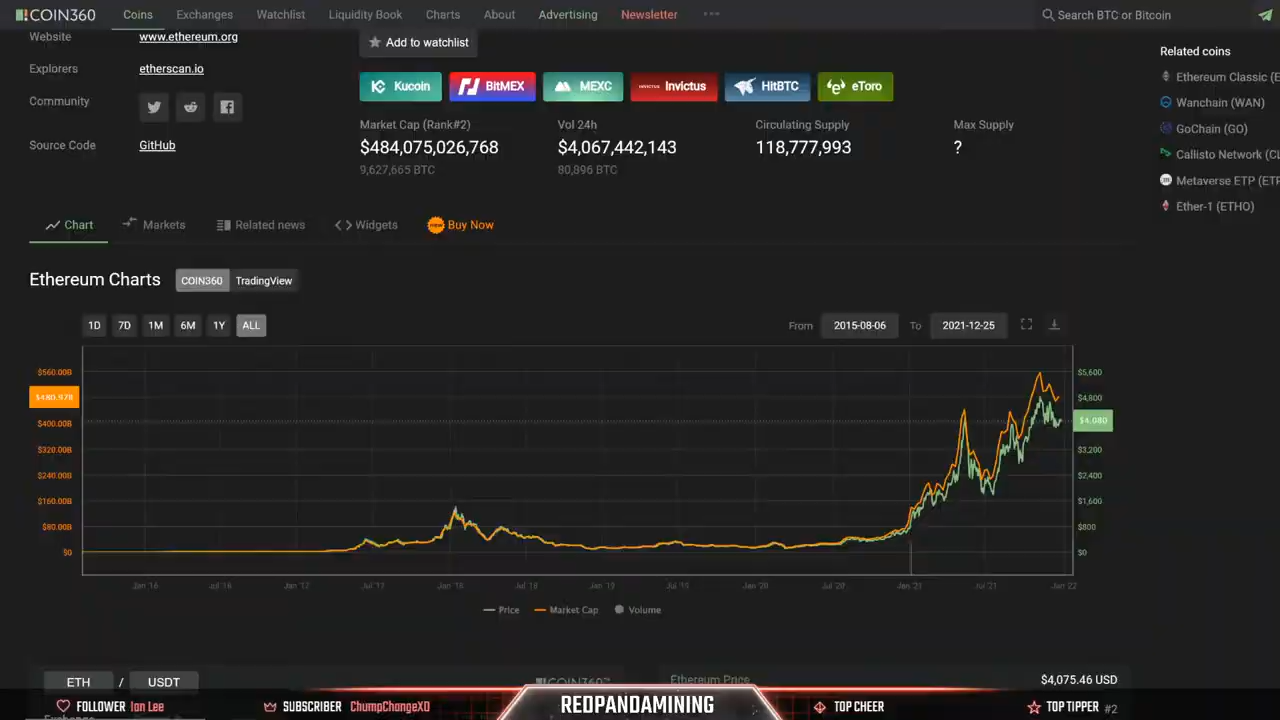 COIN360 Coins Exchanges Watchlist Liquidity Book Charts About Advertising Newsletter ••• Search BTC or Bitcoin
Website www.ethereum.org
Add to watchlist
Related coins
Explorers etherscan.io
Ethereum Classic (E
Kucoin BitMEX MEXC Invictus HitBTC eToro
Community
Wanchain (WAN)
Market Cap (Rank#2) Vol 24h Circulating Supply Max Supply
GoChain (GO)
Source Code GitHub
$484,075,026,768 $4,067,442,143 118,777,993 ?
Callisto Network (CL
9,627,665 BTC 80,896 BTC
Metaverse ETP (ETP
Ether-1 (ETHO)
Chart Markets Related news Widgets Buy Now
Ethereum Charts COIN360 TradingView
1D 7D 1M 6M 1Y ALL From 2015-08-06 To 2021-12-25
$560.00B $5,600
$480.97B $4,800
$400.00B $4,080
$320.00B $3,200
$240.00B $2,400
$160.00B $1,600
$80.00B $800
$0 $0
Jan '16 Jul '16 Jan '17 Jul '17 Jan '18 Jul '18 Jan '19 Jul '19 Jan '20 Jul '20 Jan '21 Jul '21 Jan '22
Price Market Cap Volume
ETH / USDT COIN360 Ethereum Price $4,075.46 USD
FOLLOWER Ian Lee SUBSCRIBER ChumpChangeXD REDPANDAMINING TOP CHEER TOP TIPPER #2
Exchange